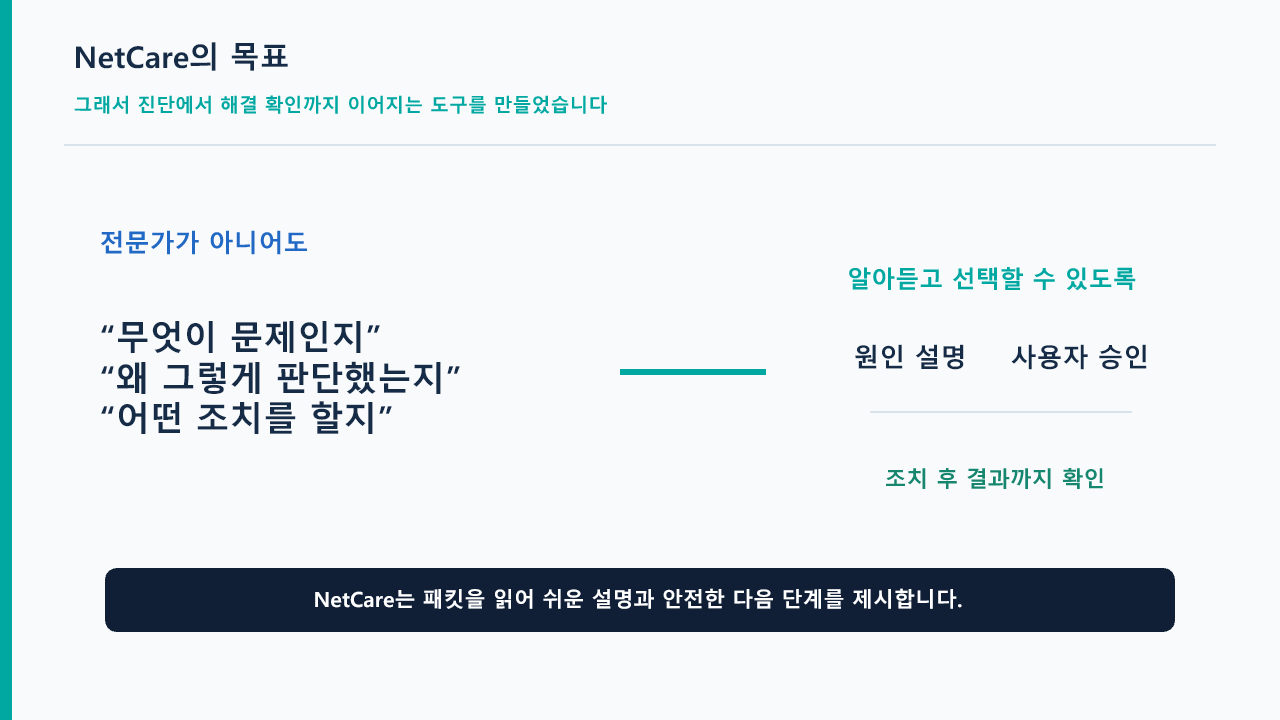 NetCare의 목표
그래서 진단에서 해결 확인까지 이어지는 도구를 만들었습니다
전문가가 아니어도
“무엇이 문제인지”
“왜 그렇게 판단했는지”
“어떤 조치를 할지”
알아듣고 선택할 수 있도록
원인 설명 사용자 승인
조치 후 결과까지 확인
NetCare는 패킷을 읽어 쉬운 설명과 안전한 다음 단계를 제시합니다.